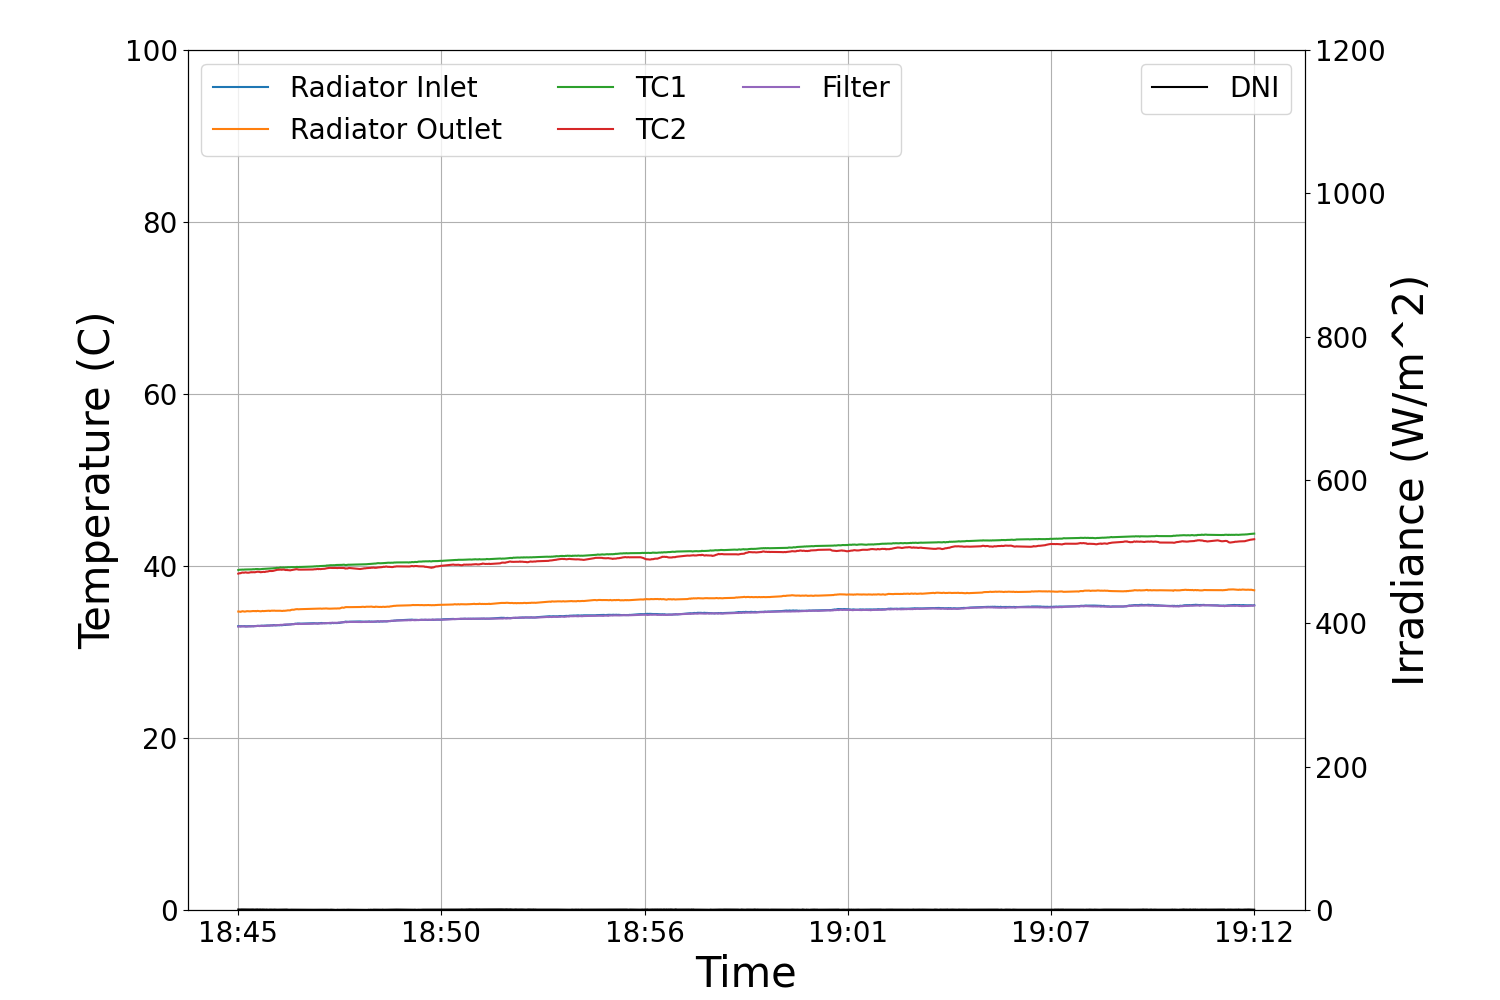 Radiator Inlet
Radiator Outlet
TC1
TC2
Filter
DNI
Temperature (C)
100
80
60
40
20
0
1200
1000
800
600
400
200
0
Irradiance (W/m^2)
18:45 18:50 18:56 19:01 19:07 19:12
Time